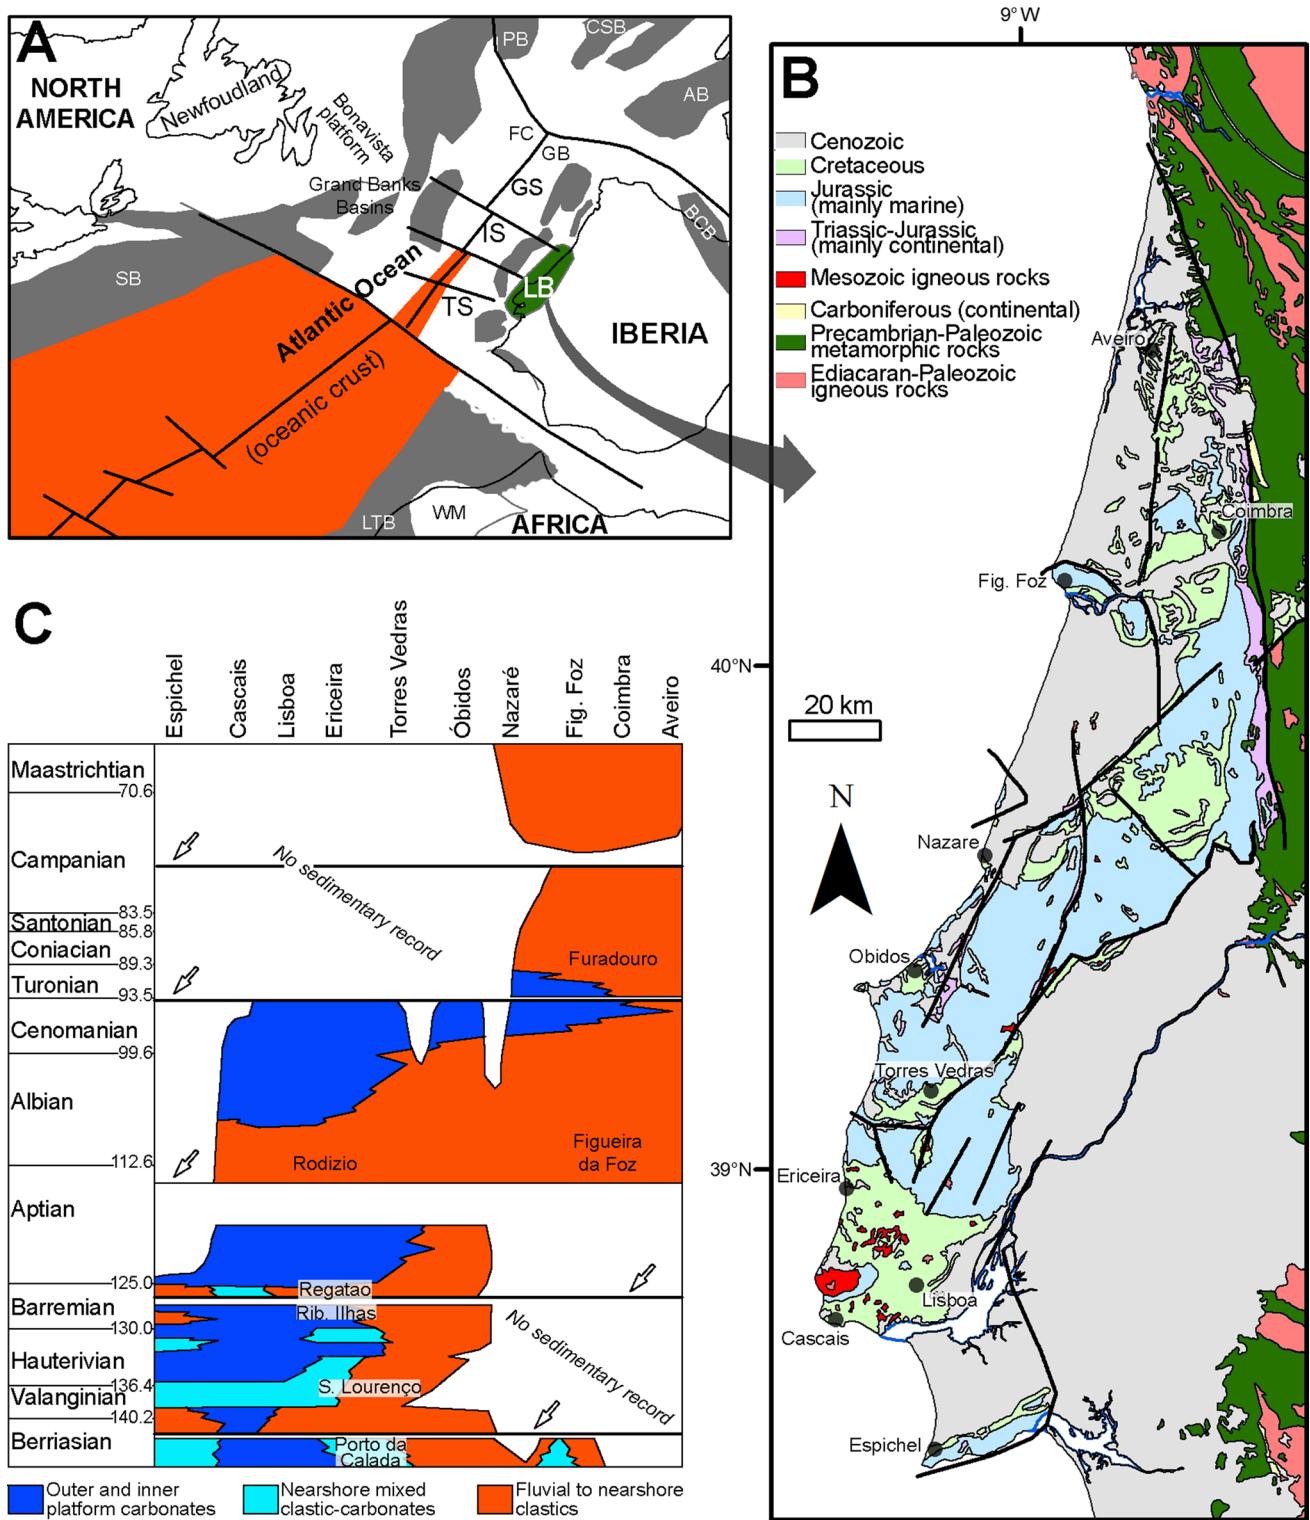 A
NORTH
AMERICA
Newfoudland
Bonavista
platform
Grand Banks
Basins
PB
CSB
AB
FC
GB
GS
BCB
IS
SB
LB
TS
Atlantic Ocean
(oceanic crust)
IBERIA
LTB
WM
AFRICA
9°W
B
Cenozoic
Cretaceous
Jurassic
(mainly marine)
Triassic-Jurassic
(mainly continental)
Mesozoic igneous rocks
Carboniferous (continental)
Precambrian-Paleozoic
metamorphic rocks
Ediacaran-Paleozoic
igneous rocks
Aveiro
Coimbra
Fig. Foz
40°N
20 km
N
Nazare
Obidos
Torres Vedras
39°N
Ericeira
Lisboa
Cascais
Espichel
C
Espichel
Cascais
Lisboa
Ericeira
Torres Vedras
Óbidos
Nazaré
Fig. Foz
Coimbra
Aveiro
Maastrichtian
70.6
Campanian
No sedimentary record
83.5
Santonian
85.8
Coniacian
89.3
Furadouro
Turonian
93.5
Cenomanian
99.6
Albian
112.6
Rodizio
Figueira
da Foz
Aptian
125.0
Regatao
Barremian
Rib. Ilhas
130.0
No sedimentary record
Hauterivian
136.4
S. Lourenço
Valanginian
140.2
Berriasian
Porto da
Calada
Outer and inner
platform carbonates
Nearshore mixed
clastic-carbonates
Fluvial to nearshore
clastics